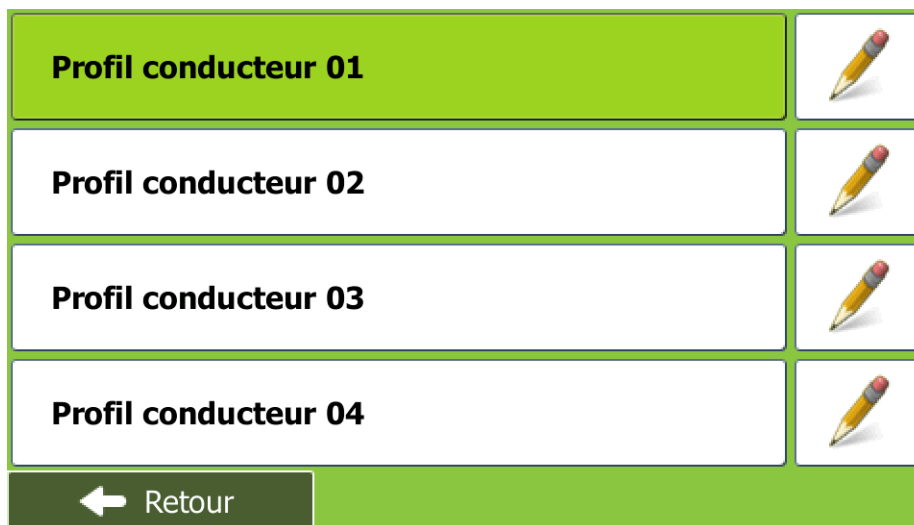 Profil conducteur 01
Profil conducteur 02
Profil conducteur 03
Profil conducteur 04
Retour